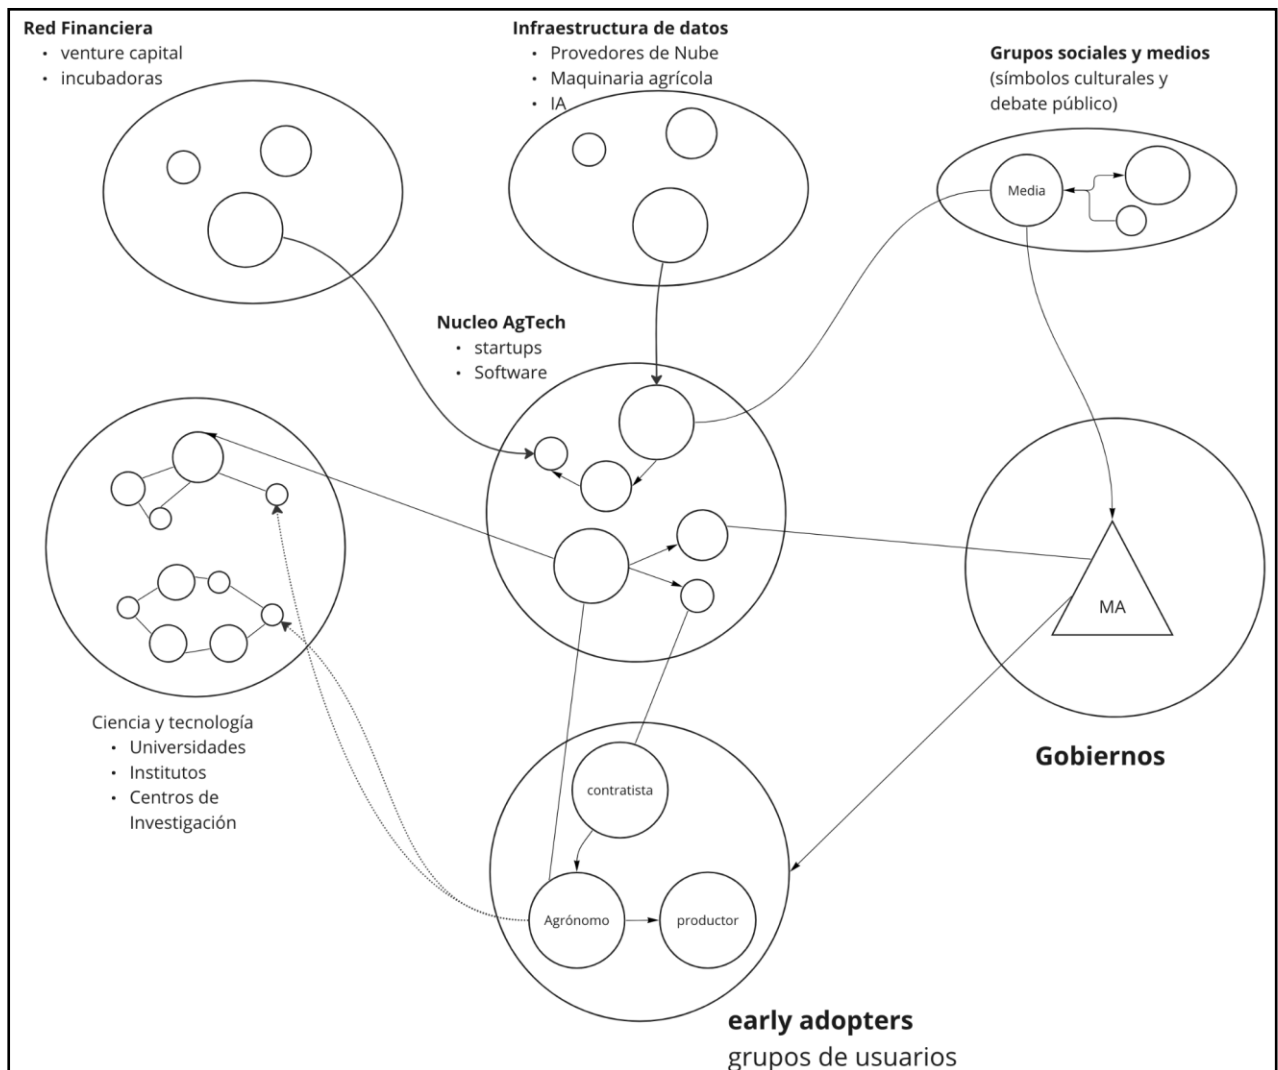 Red Financiera
• venture capital
• incubadoras
Infraestructura de datos
• Provedores de Nube
• Maquinaria agrícola
• IA
Grupos sociales y medios
(símbolos culturales y
debate público)
Media
Nucleo AgTech
• startups
• Software
MA
Gobiernos
Ciencia y tecnología
• Universidades
• Institutos
• Centros de
Investigación
contratista
Agrónomo
productor
early adopters
grupos de usuarios